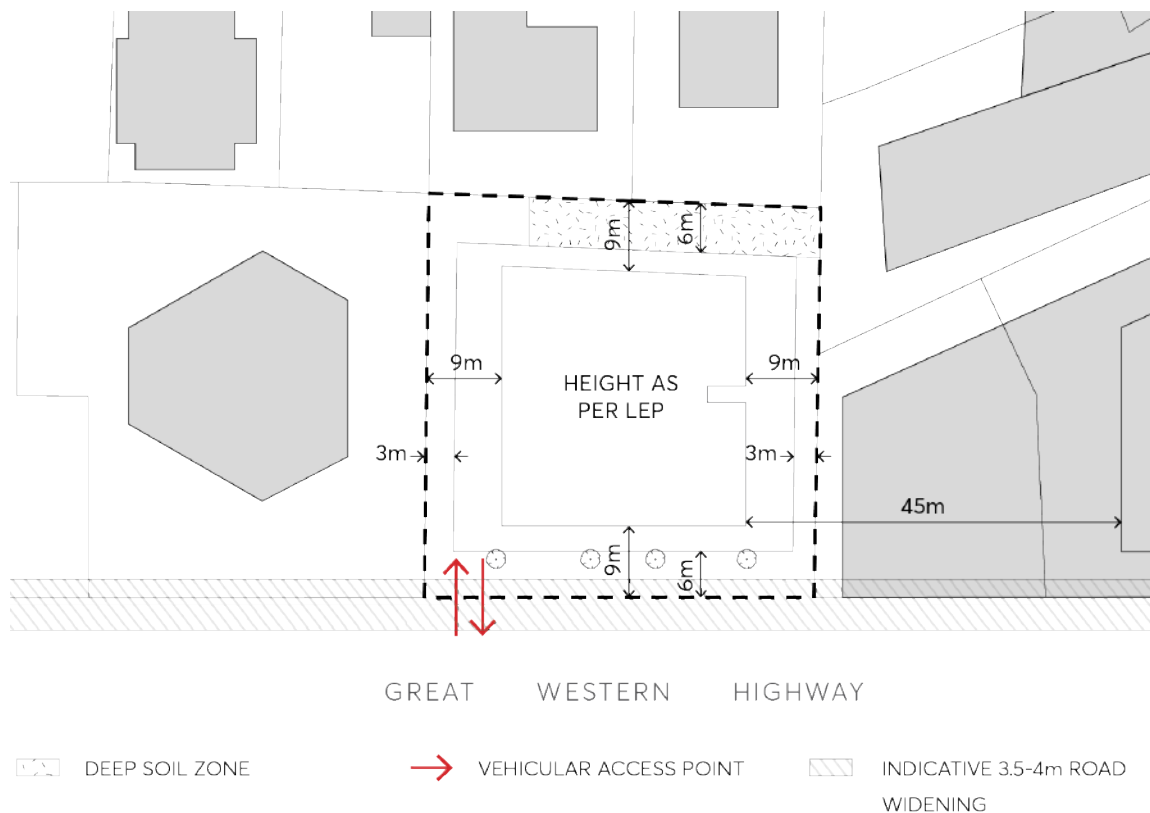 9m
6m
9m
9m
HEIGHT AS
PER LEP
3m
3m
45m
9m
6m
GREAT WESTERN HIGHWAY
DEEP SOIL ZONE
VEHICULAR ACCESS POINT
INDICATIVE 3.5-4m ROAD
WIDENING